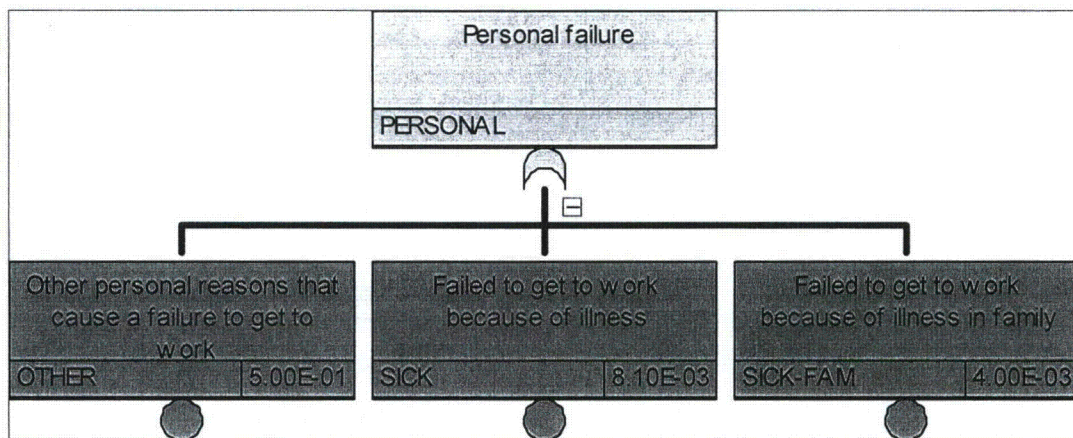 Personal failure
PERSONAL
Other personal reasons that
cause a failure to get to
work
OTHER 5.00E-01
Failed to get to work
because of illness
SICK 8.10E-03
Failed to get to work
because of illness in family
SICK-FAM 4.00E-03